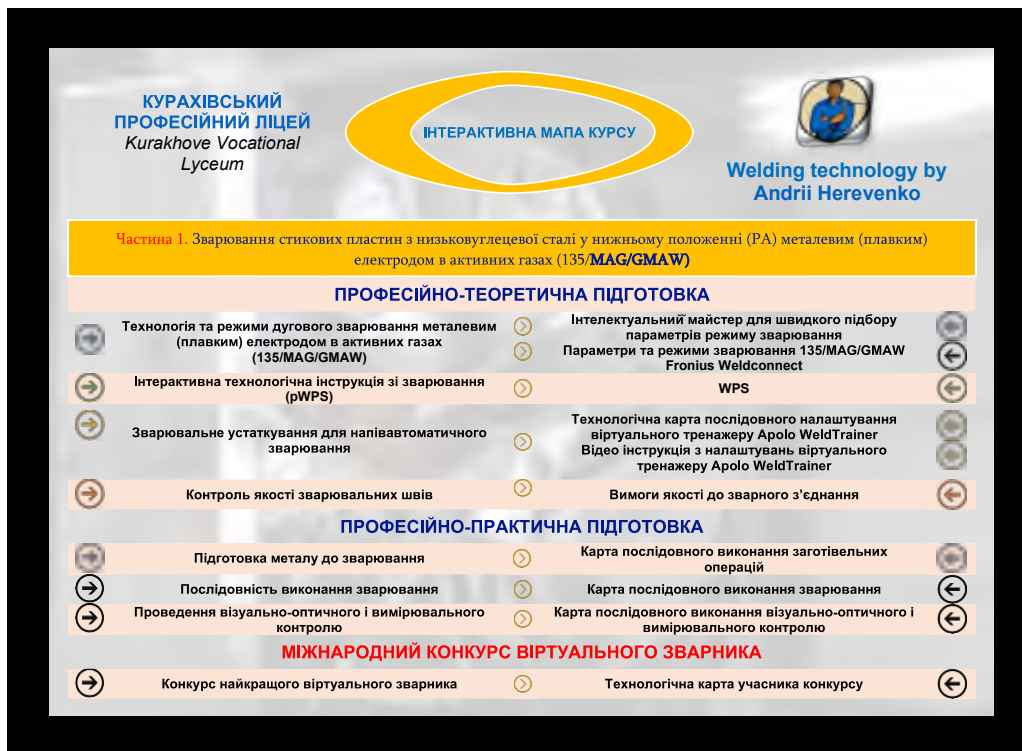 КУРАХІВСЬКИЙ
ПРОФЕСІЙНИЙ ЛІЦЕЙ
Kurakhove Vocational
Lyceum
ІНТЕРАКТИВНА МАПА КУРСУ
Welding technology by
Andrii Herevenko
Частина 1. Зварювання стикових пластин з низьковуглецевої сталі у нижньому положенні (РА) металевим (плавким)
електродом в активних газах (135/MAG/GMAW)
ПРОФЕСІЙНО-ТЕОРЕТИЧНА ПІДГОТОВКА
Технологія та режими дугового зварювання металевим
(плавким) електродом в активних газах
(135/MAG/GMAW)
Інтелектуальний майстер для швидкого підбору
параметрів режиму зварювання
Параметри та режими зварювання 135/MAG/GMAW
Fronius Weldconnect
Інтерактивна технологічна інструкція зі зварювання
(pWPS)
WPS
Зварювальне устаткування для напівавтоматичного
зварювання
Технологічна карта послідовного налаштування
віртуального тренажеру Apolo WeldTrainer
Відео інструкція з налаштувань віртуального
тренажеру Apolo WeldTrainer
Контроль якості зварювальних швів
Вимоги якості до зварного з’єднання
ПРОФЕСІЙНО-ПРАКТИЧНА ПІДГОТОВКА
Підготовка металу до зварювання
Карта послідовного виконання заготівельних
операцій
Послідовність виконання зварювання
Карта послідовного виконання зварювання
Проведення візуально-оптичного і вимірювального
контролю
Карта послідовного виконання візуально-оптичного і
вимірювального контролю
МІЖНАРОДНИЙ КОНКУРС ВІРТУАЛЬНОГО ЗВАРНИКА
Конкурс найкращого віртуального зварника
Технологічна карта учасника конкурсу